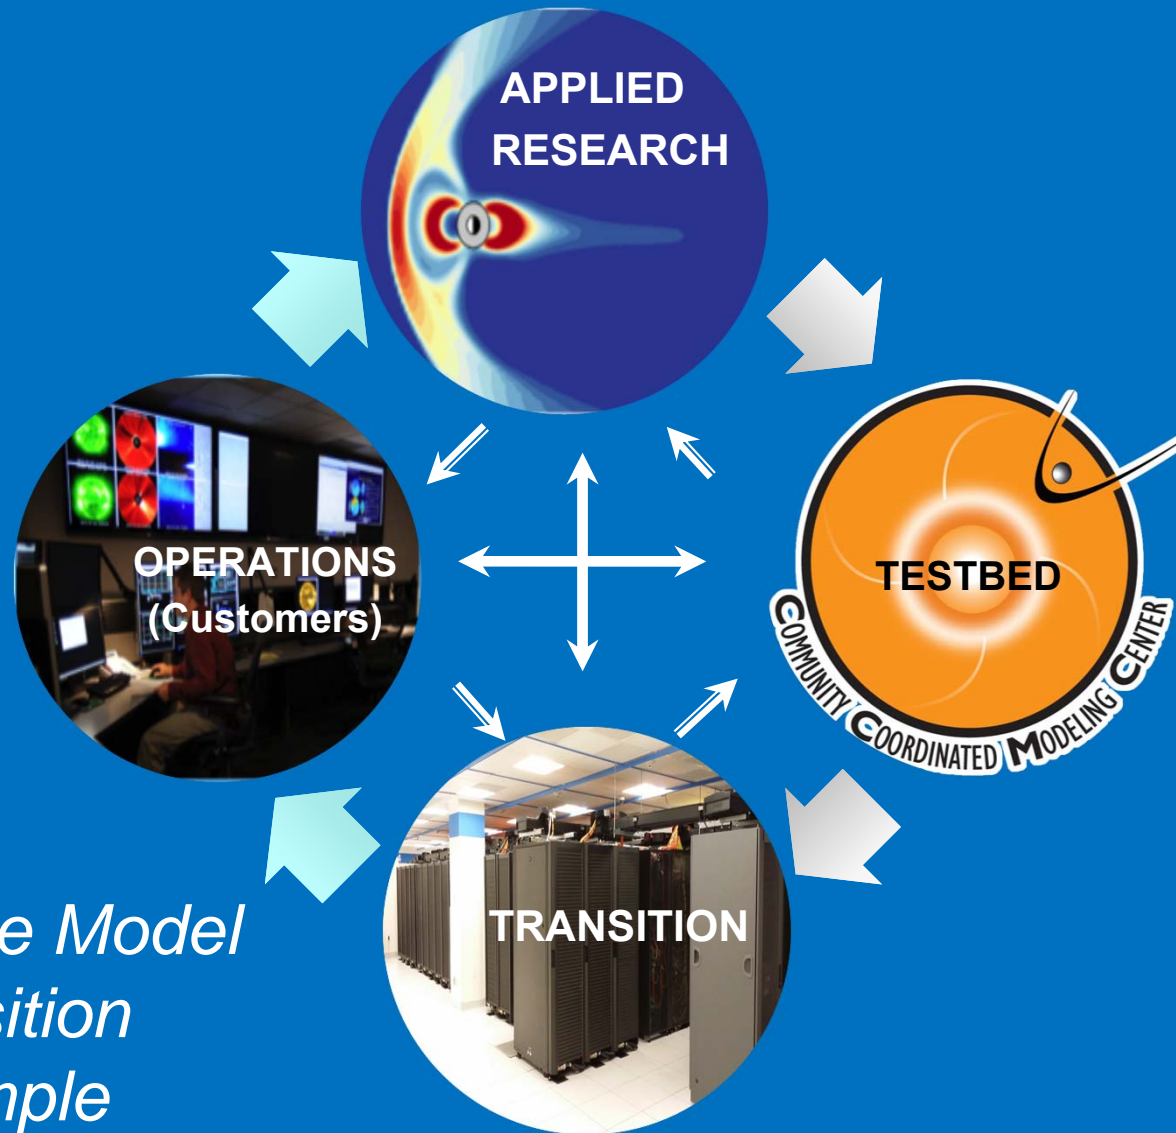 APPLIED
RESEARCH
OPERATIONS
(Customers)
TESTBED
COMMUNITY COORDINATED MODELING CENTER
TRANSITION
e Model
sition
mple